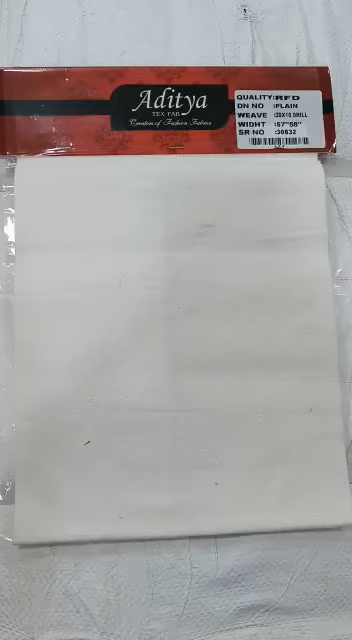 Aditya
TEX FAB
Creators of Fashion Fabrics
QUALITY:RFD
DN NO :PLAIN
WEAVE :20X16 DRILL
WIDHT :57"58"
SR NO :30832